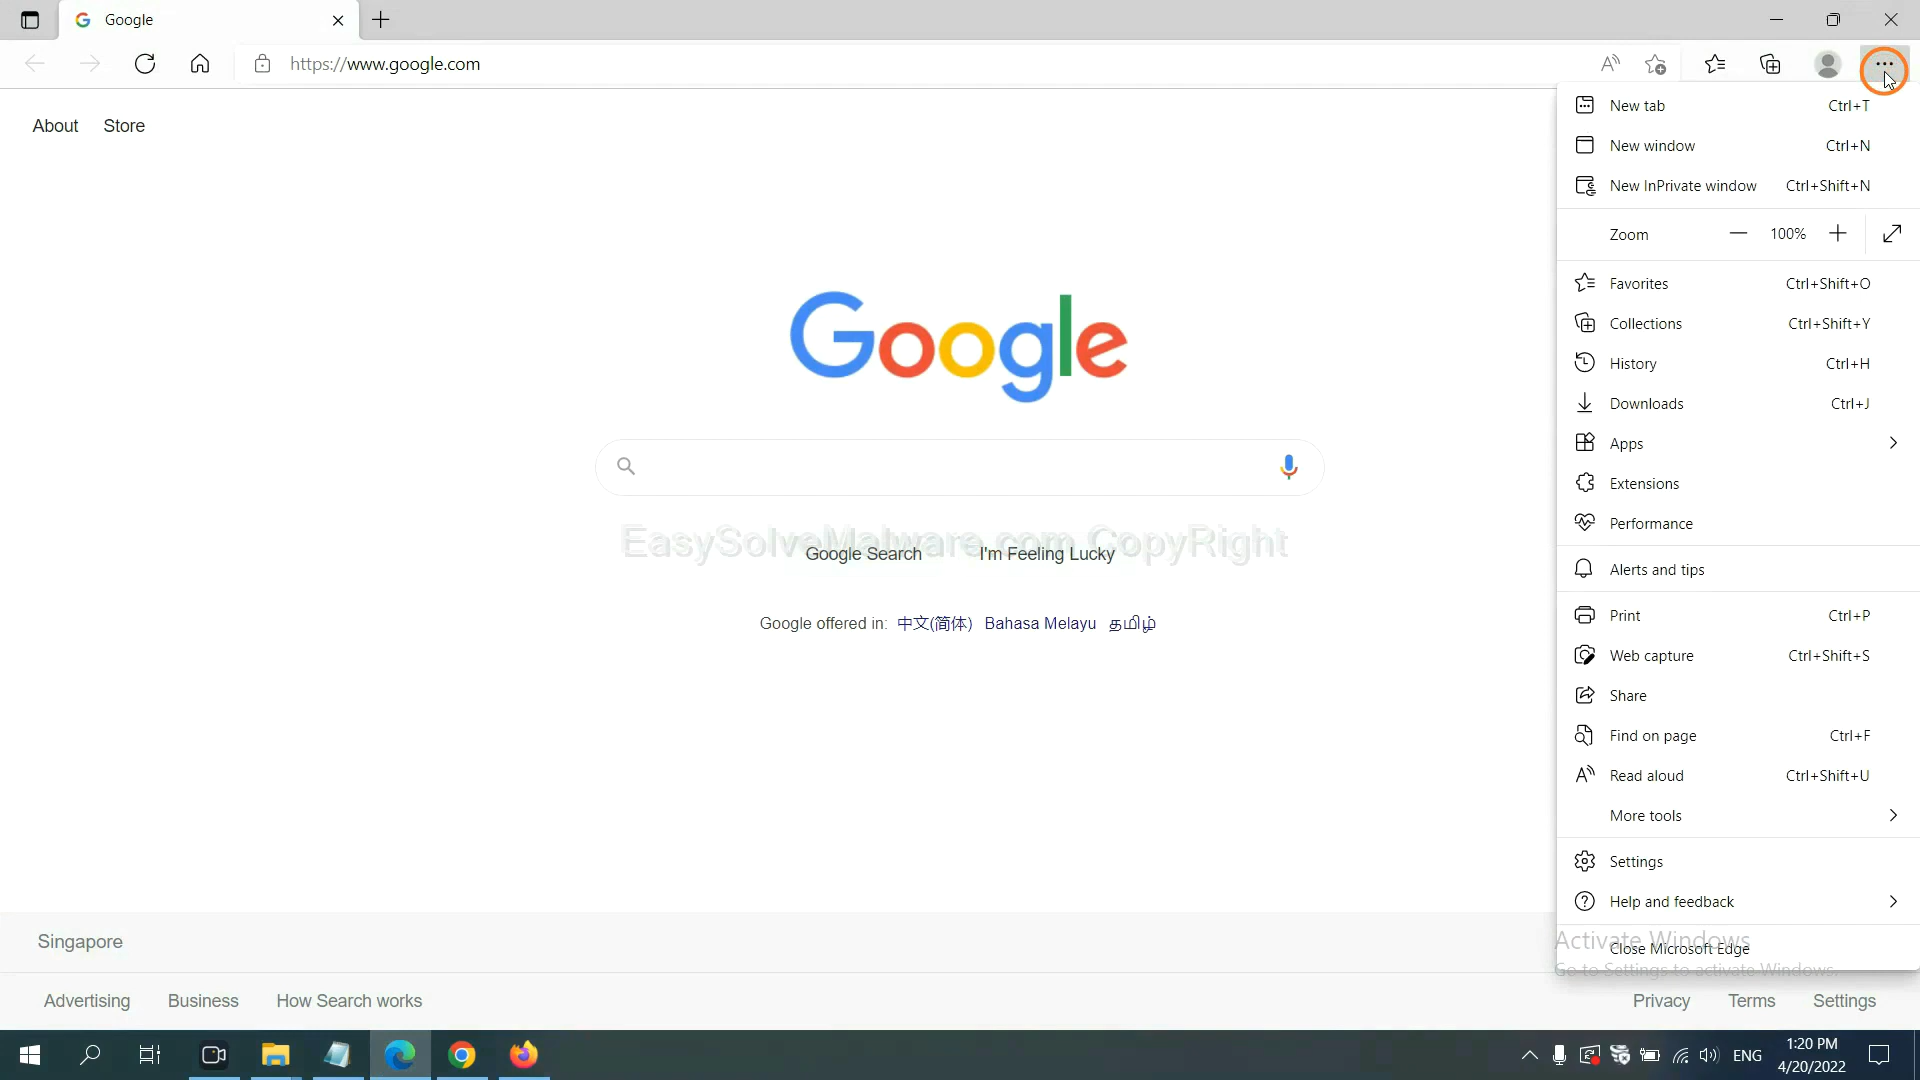 Google
https://www.google.com
About Store
New tab Ctrl+T
New window Ctrl+N
New InPrivate window Ctrl+Shift+N
Zoom 100%
Favorites Ctrl+Shift+O
Collections Ctrl+Shift+Y
History Ctrl+H
Downloads Ctrl+J
Apps
Extensions
Performance
Alerts and tips
Print Ctrl+P
Web capture Ctrl+Shift+S
Share
Find on page Ctrl+F
Read aloud Ctrl+Shift+U
More tools
Settings
Help and feedback
Close Microsoft Edge
Activate Windows
Go to Settings to activate Windows.
Google
EasySolveMalware.com CopyRight
Google Search I'm Feeling Lucky
Google offered in: 中文(简体) Bahasa Melayu தமிழ்
Singapore
Advertising Business How Search works Privacy Terms Settings
ENG
1:20 PM
4/20/2022